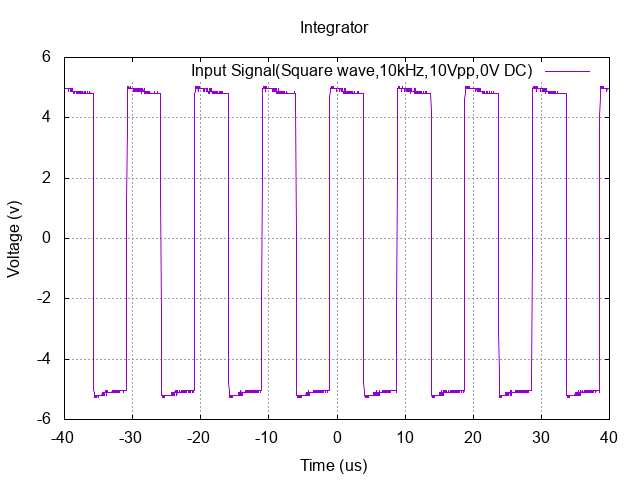 Integrator
Input Signal(Square wave,10kHz,10Vpp,0V DC)
6
4
2
0
-2
-4
-6
Voltage (v)
-40 -30 -20 -10 0 10 20 30 40
Time (us)